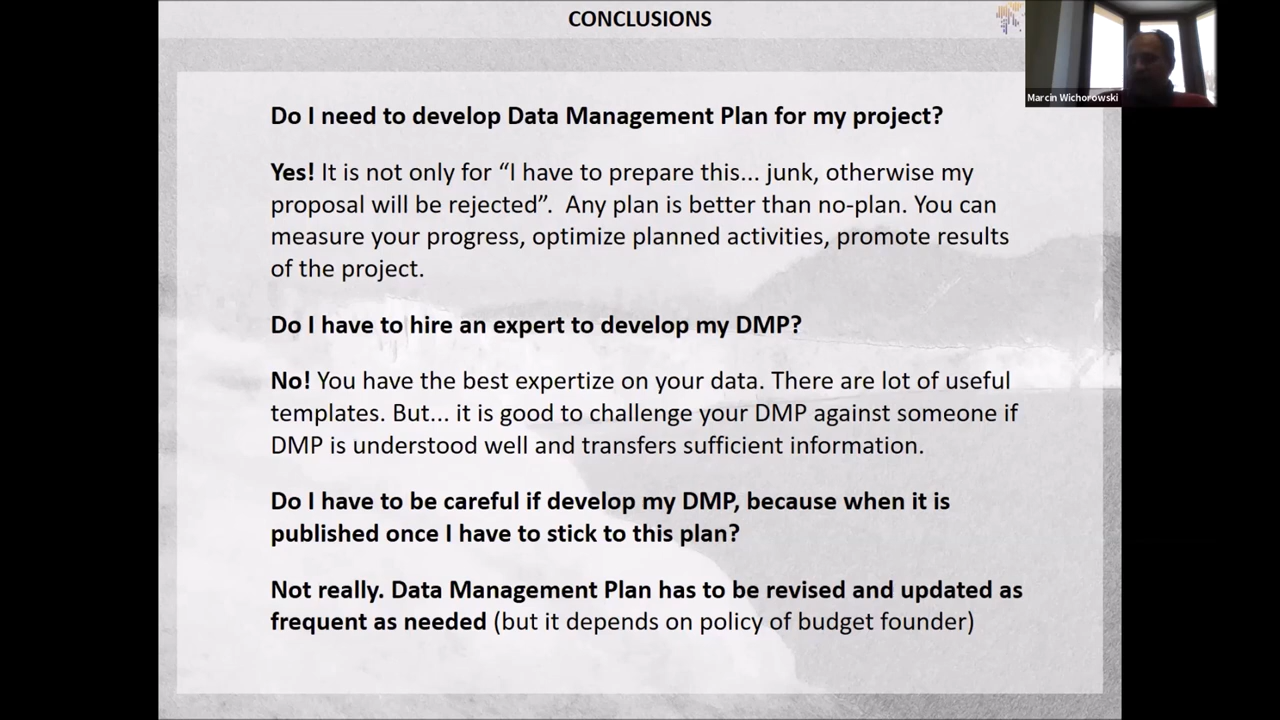 CONCLUSIONS
Marcin Wichorowski
Do I need to develop Data Management Plan for my project?
Yes! It is not only for “I have to prepare this... junk, otherwise my
proposal will be rejected”.  Any plan is better than no-plan. You can
measure your progress, optimize planned activities, promote results
of the project.
Do I have to hire an expert to develop my DMP?
No! You have the best expertize on your data. There are lot of useful
templates. But... it is good to challenge your DMP against someone if
DMP is understood well and transfers sufficient information.
Do I have to be careful if develop my DMP, because when it is
published once I have to stick to this plan?
Not really. Data Management Plan has to be revised and updated as
frequent as needed (but it depends on policy of budget founder)